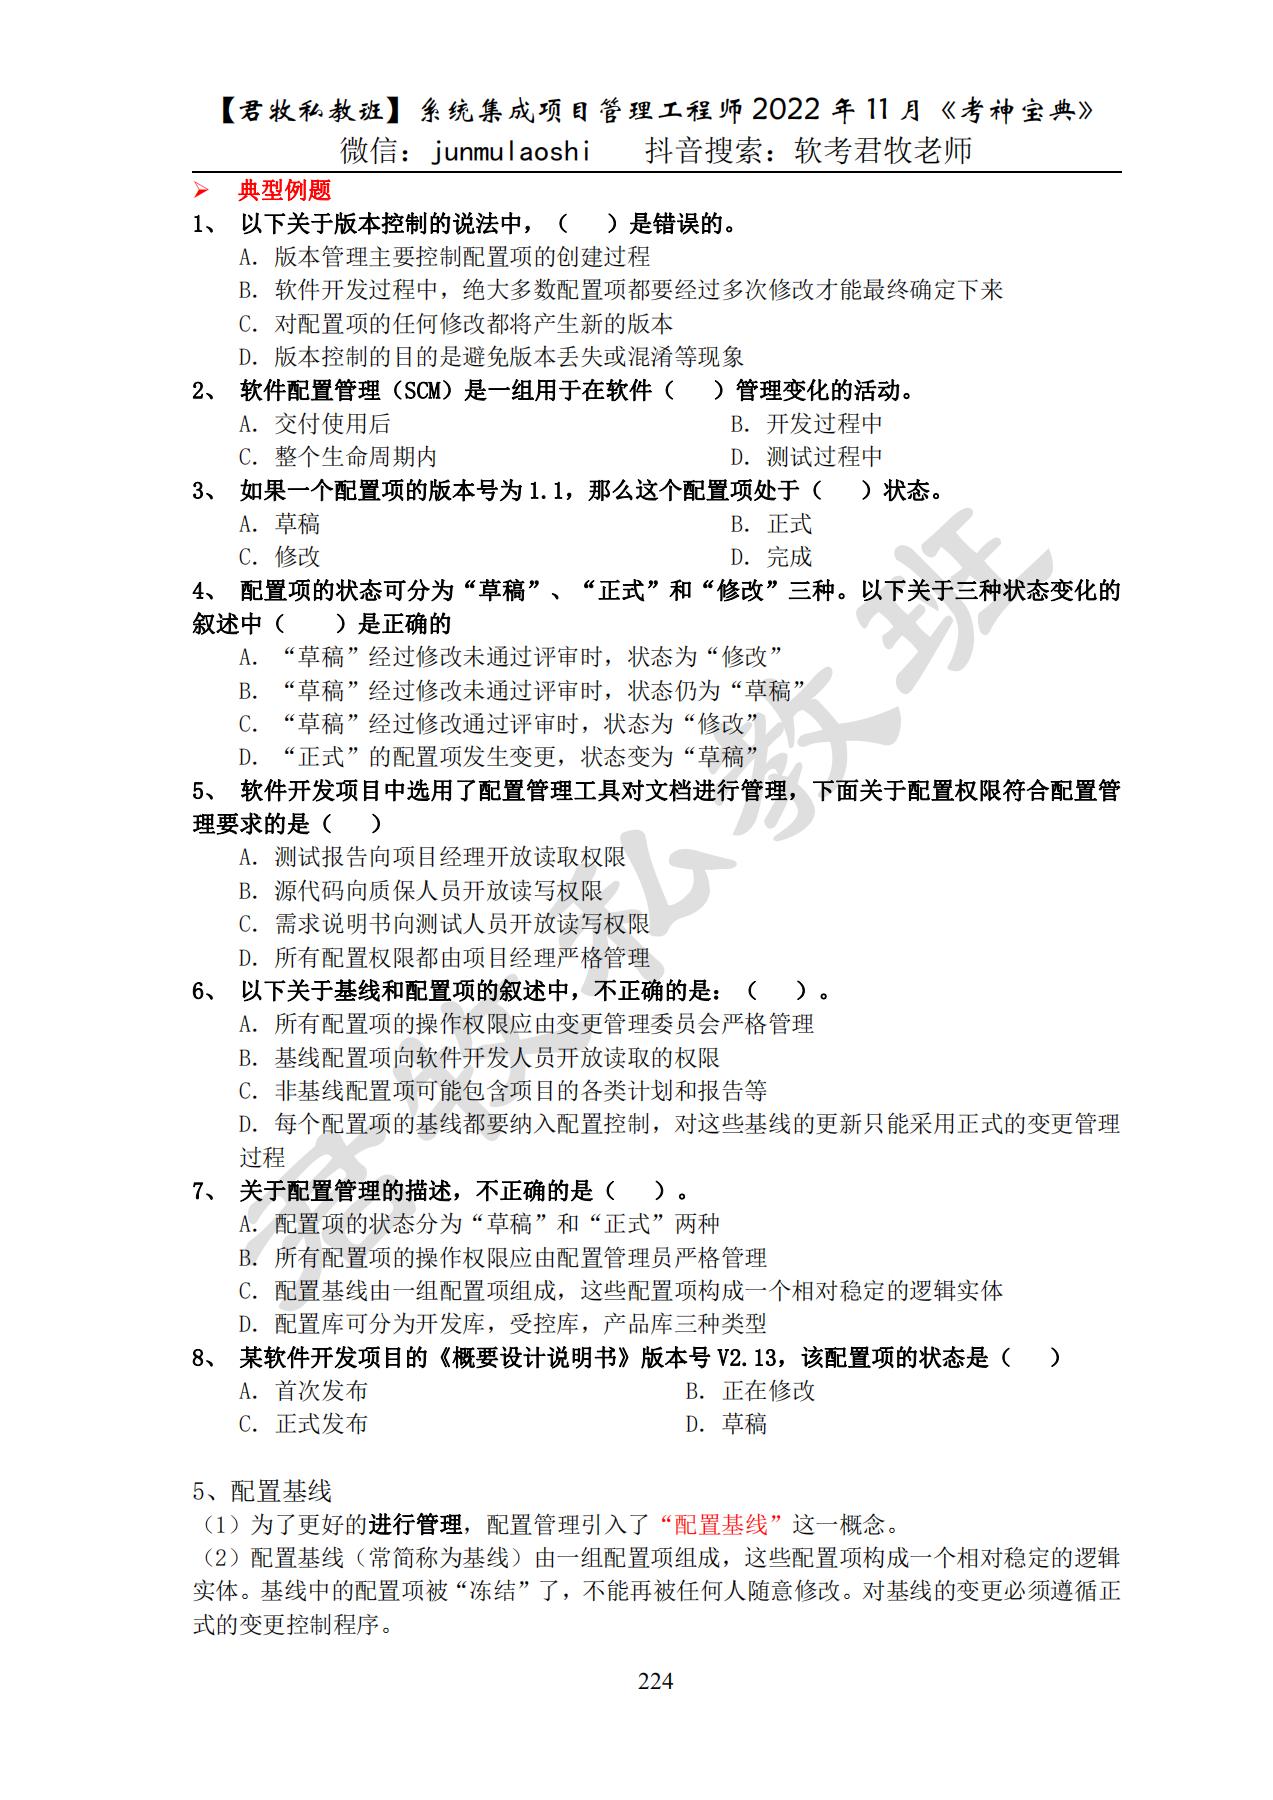 【君牧私教班】系统集成项目管理工程师 2022 年 11 月《考神宝典》
微信：junmulaoshi 抖音搜索：软考君牧老师
➢ 典型例题
1、 以下关于版本控制的说法中，（ ）是错误的。
A. 版本管理主要控制配置项的创建过程
B. 软件开发过程中，绝大多数配置项都要经过多次修改才能最终确定下来
C. 对配置项的任何修改都将产生新的版本
D. 版本控制的目的是避免版本丢失或混淆等现象
2、 软件配置管理（SCM）是一组用于在软件（ ）管理变化的活动。
A. 交付使用后 B. 开发过程中
C. 整个生命周期内 D. 测试过程中
3、 如果一个配置项的版本号为 1.1，那么这个配置项处于（ ）状态。
A. 草稿 B. 正式
C. 修改 D. 完成
4、 配置项的状态可分为“草稿”、“正式”和“修改”三种。以下关于三种状态变化的
叙述中（ ）是正确的
A. “草稿”经过修改未通过评审时，状态为“修改”
B. “草稿”经过修改未通过评审时，状态仍为“草稿”
C. “草稿”经过修改通过评审时，状态为“修改”
D. “正式”的配置项发生变更，状态变为“草稿”
5、 软件开发项目中选用了配置管理工具对文档进行管理，下面关于配置权限符合配置管
理要求的是（ ）
A. 测试报告向项目经理开放读取权限
B. 源代码向质保人员开放读写权限
C. 需求说明书向测试人员开放读写权限
D. 所有配置权限都由项目经理严格管理
6、 以下关于基线和配置项的叙述中，不正确的是：（ ）。
A. 所有配置项的操作权限应由变更管理委员会严格管理
B. 基线配置项向软件开发人员开放读取的权限
C. 非基线配置项可能包含项目的各类计划和报告等
D. 每个配置项的基线都要纳入配置控制，对这些基线的更新只能采用正式的变更管理
过程
7、 关于配置管理的描述，不正确的是（ ）。
A. 配置项的状态分为“草稿”和“正式”两种
B. 所有配置项的操作权限应由配置管理员严格管理
C. 配置基线由一组配置项组成，这些配置项构成一个相对稳定的逻辑实体
D. 配置库可分为开发库，受控库，产品库三种类型
8、 某软件开发项目的《概要设计说明书》版本号 V2.13，该配置项的状态是（ ）
A. 首次发布 B. 正在修改
C. 正式发布 D. 草稿
5、配置基线
（1）为了更好的进行管理，配置管理引入了“配置基线”这一概念。
（2）配置基线（常简称为基线）由一组配置项组成，这些配置项构成一个相对稳定的逻辑
实体。基线中的配置项被“冻结”了，不能再被任何人随意修改。对基线的变更必须遵循正
式的变更控制程序。
224
君牧私教班